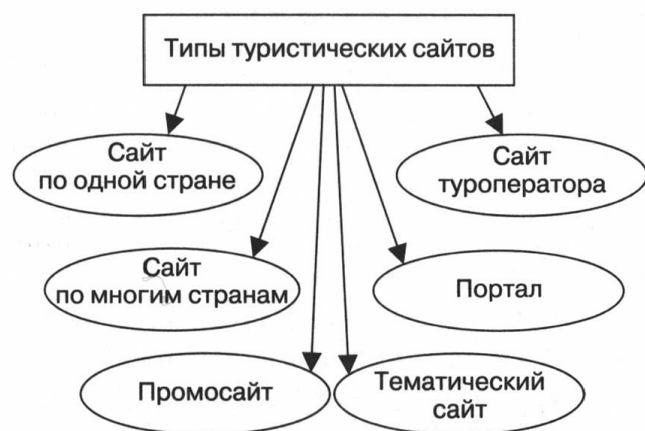 Типы туристических сайтов
Сайт
по одной стране
Сайт
туроператора
Сайт
по многим странам
Портал
Промосайт
Тематический
сайт